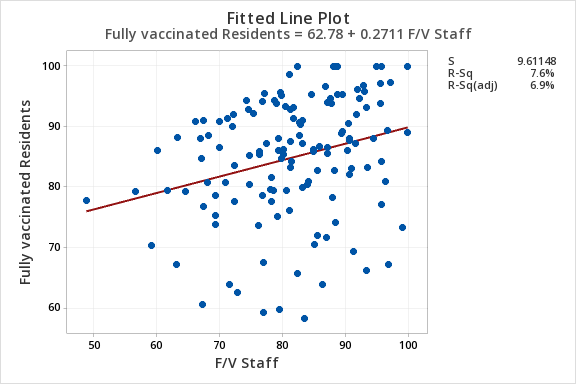 Fitted Line Plot
Fully vaccinated Residents = 62.78 + 0.2711 F/V Staff
S 9.61148
R-Sq 7.6%
R-Sq(adj) 6.9%
Fully vaccinated Residents
100
90
80
70
60
50 60 70 80 90 100
F/V Staff